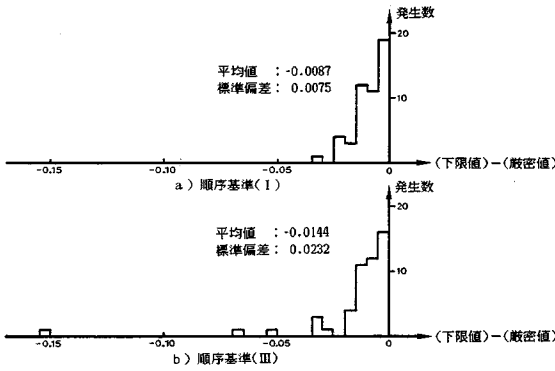 発生数
20
平均値 :-0.0087
標準偏差: 0.0075
10
-0.15 -0.10 -0.05 0 (下限値)-(厳密値)
a)順序基準(I)
発生数
20
平均値 :-0.0144
標準偏差: 0.0232
10
-0.15 -0.10 -0.05 0 (下限値)-(厳密値)
b)順序基準(III)